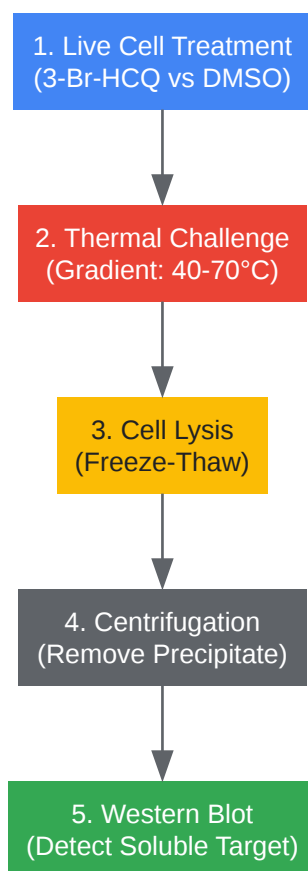 1. Live Cell Treatment
(3-Br-HCQ vs DMSO)
2. Thermal Challenge
(Gradient: 40-70°C)
3. Cell Lysis
(Freeze-Thaw)
4. Centrifugation
(Remove Precipitate)
5. Western Blot
(Detect Soluble Target)